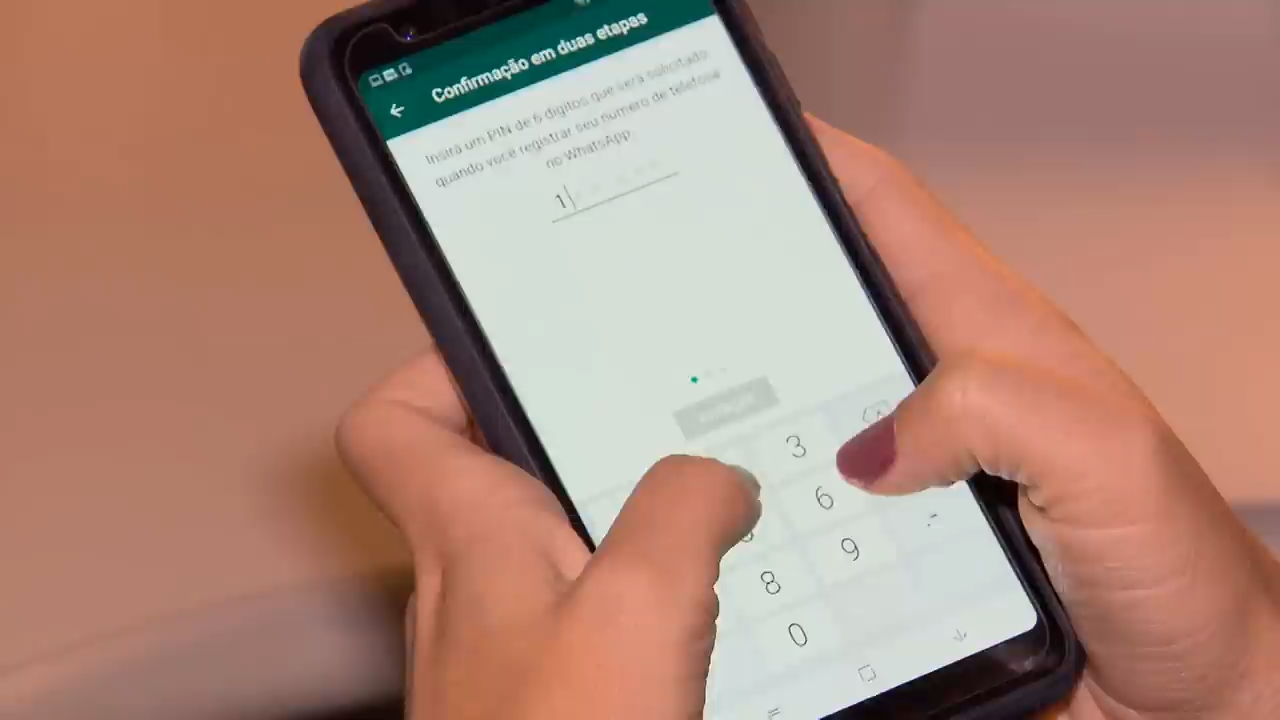 Confirmação em duas etapas
Insira um PIN de 6 dígitos que será solicitado
quando você registrar seu número de telefone
no WhatsApp.
1
3
6
9
8
0